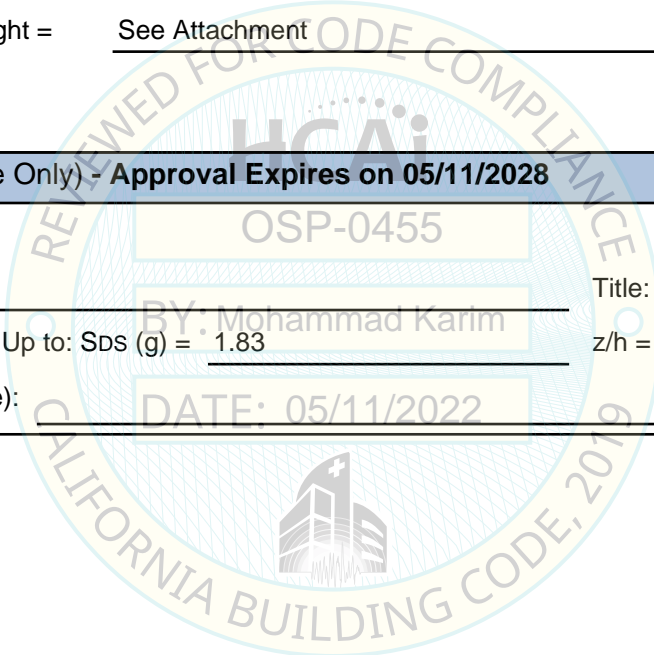 ght = See Attachment
REVIEWED FOR CODE COMPLIANCE
HCAi
e Only) - Approval Expires on 05/11/2028
OSP-0455
Title:
BY: Mohammad Karim
Up to: SDS (g) = 1.83 z/h =
e):
DATE: 05/11/2022
CALIFORNIA BUILDING CODE, 2019